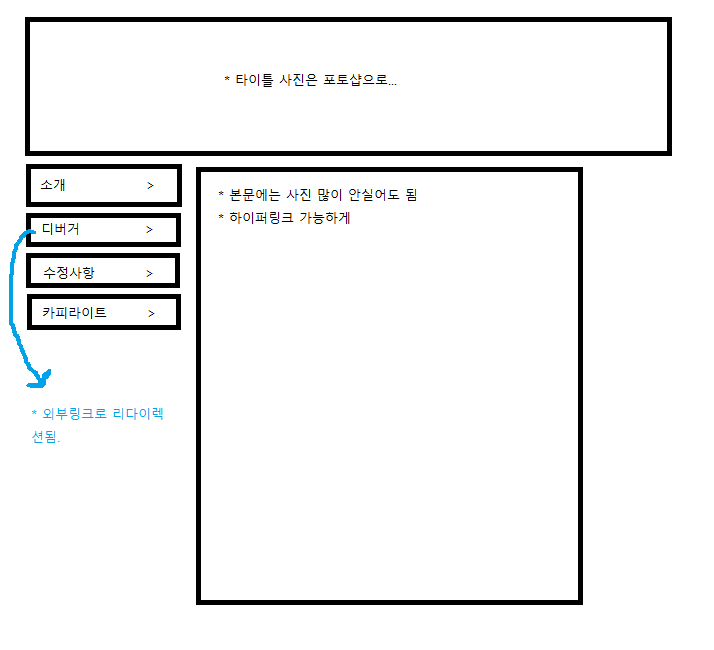 * 타이틀 사진은 포토샵으로...
소개 >
디버거 >
수정사항 >
카피라이트 >
* 본문에는 사진 많이 안실어도 됨
* 하이퍼링크 가능하게
* 외부링크로 리다이렉
션됨.